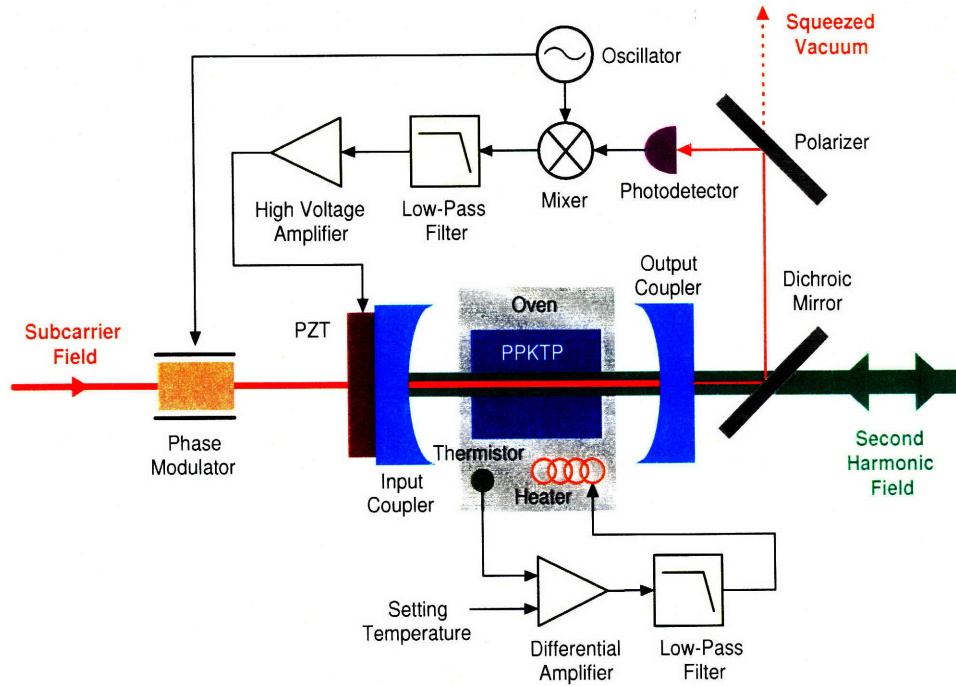 Squeezed
Vacuum
Oscillator
Polarizer
Photodetector
Mixer
High Voltage
Amplifier
Low-Pass
Filter
Output
Coupler
Dichroic
Mirror
Oven
PZT
Subcarrier
Field
PPKTP
Phase
Modulator
Thermistor
Input
Coupler
Heater
Second
Harmonic
Field
Setting
Temperature
Differential
Amplifier
Low-Pass
Filter